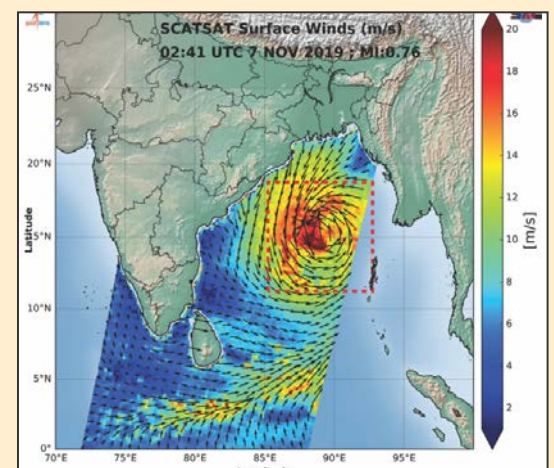 SCATSAT Surface Winds (m/s)
02:41 UTC 7 NOV 2019 ; MI:0.76
25°N
20°N
15°N
10°N
5°N
0°
Latitude
70°E
75°E
80°E
85°E
90°E
95°E
20
18
16
14
12
10
8
6
4
2
[m/s]